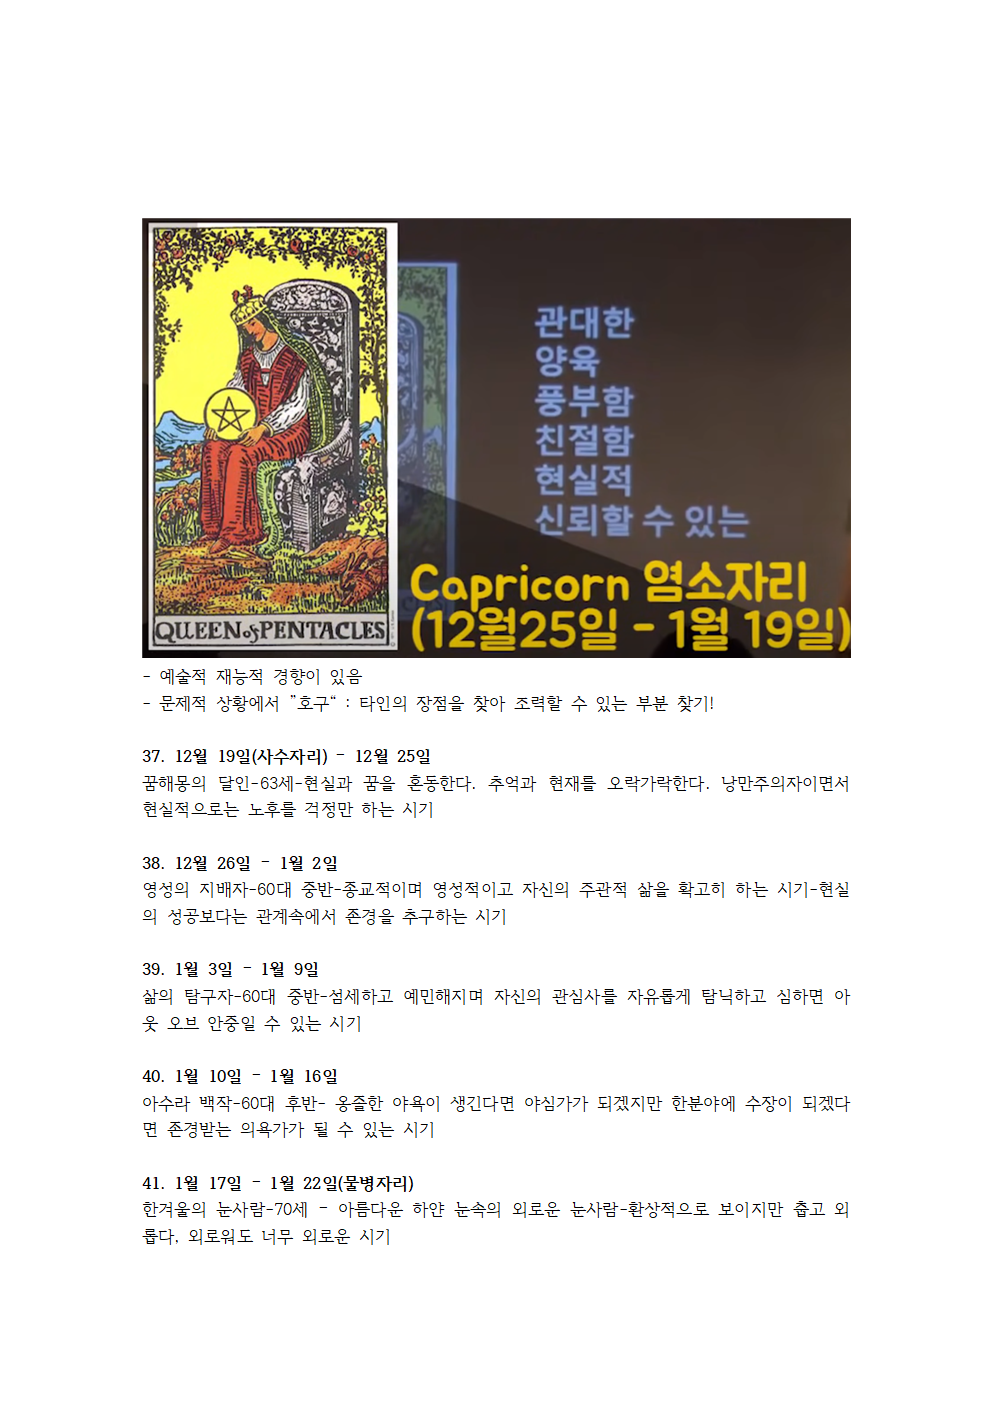 관대한
양육
풍부함
친절함
현실적
신뢰할 수 있는
QUEEN of PENTACLES
Capricorn 염소자리
(12월25일 - 1월 19일)
- 예술적 재능적 경향이 있음
- 문제적 상황에서 ”호구“ : 타인의 장점을 찾아 조력할 수 있는 부분 찾기!
37. 12월 19일(사수자리) - 12월 25일
꿈해몽의 달인-63세-현실과 꿈을 혼동한다. 추억과 현재를 오락가락한다. 낭만주의자이면서
현실적으로는 노후를 걱정만 하는 시기
38. 12월 26일 - 1월 2일
영성의 지배자-60대 중반-종교적이며 영성적이고 자신의 주관적 삶을 확고히 하는 시기-현실
의 성공보다는 관계속에서 존경을 추구하는 시기
39. 1월 3일 - 1월 9일
삶의 탐구자-60대 중반-섬세하고 예민해지며 자신의 관심사를 자유롭게 탐닉하고 심하면 아
웃 오브 안중일 수 있는 시기
40. 1월 10일 - 1월 16일
아수라 백작-60대 후반- 옹졸한 야욕이 생긴다면 야심가가 되겠지만 한분야에 수장이 되겠다
면 존경받는 의욕가가 될 수 있는 시기
41. 1월 17일 - 1월 22일(물병자리)
한겨울의 눈사람-70세 - 아름다운 하얀 눈속의 외로운 눈사람-환상적으로 보이지만 춥고 외
롭다, 외로워도 너무 외로운 시기